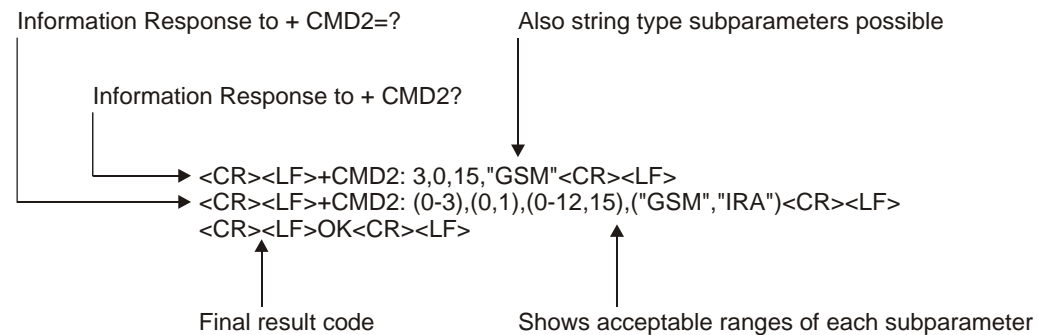 Information Response to + CMD2=?
Also string type subparameters possible
Information Response to + CMD2?
<CR><LF>+CMD2: 3,0,15,"GSM"<CR><LF>
<CR><LF>+CMD2: (0-3),(0,1),(0-12,15),("GSM","IRA")<CR><LF>
<CR><LF>OK<CR><LF>
Final result code
Shows acceptable ranges of each subparameter